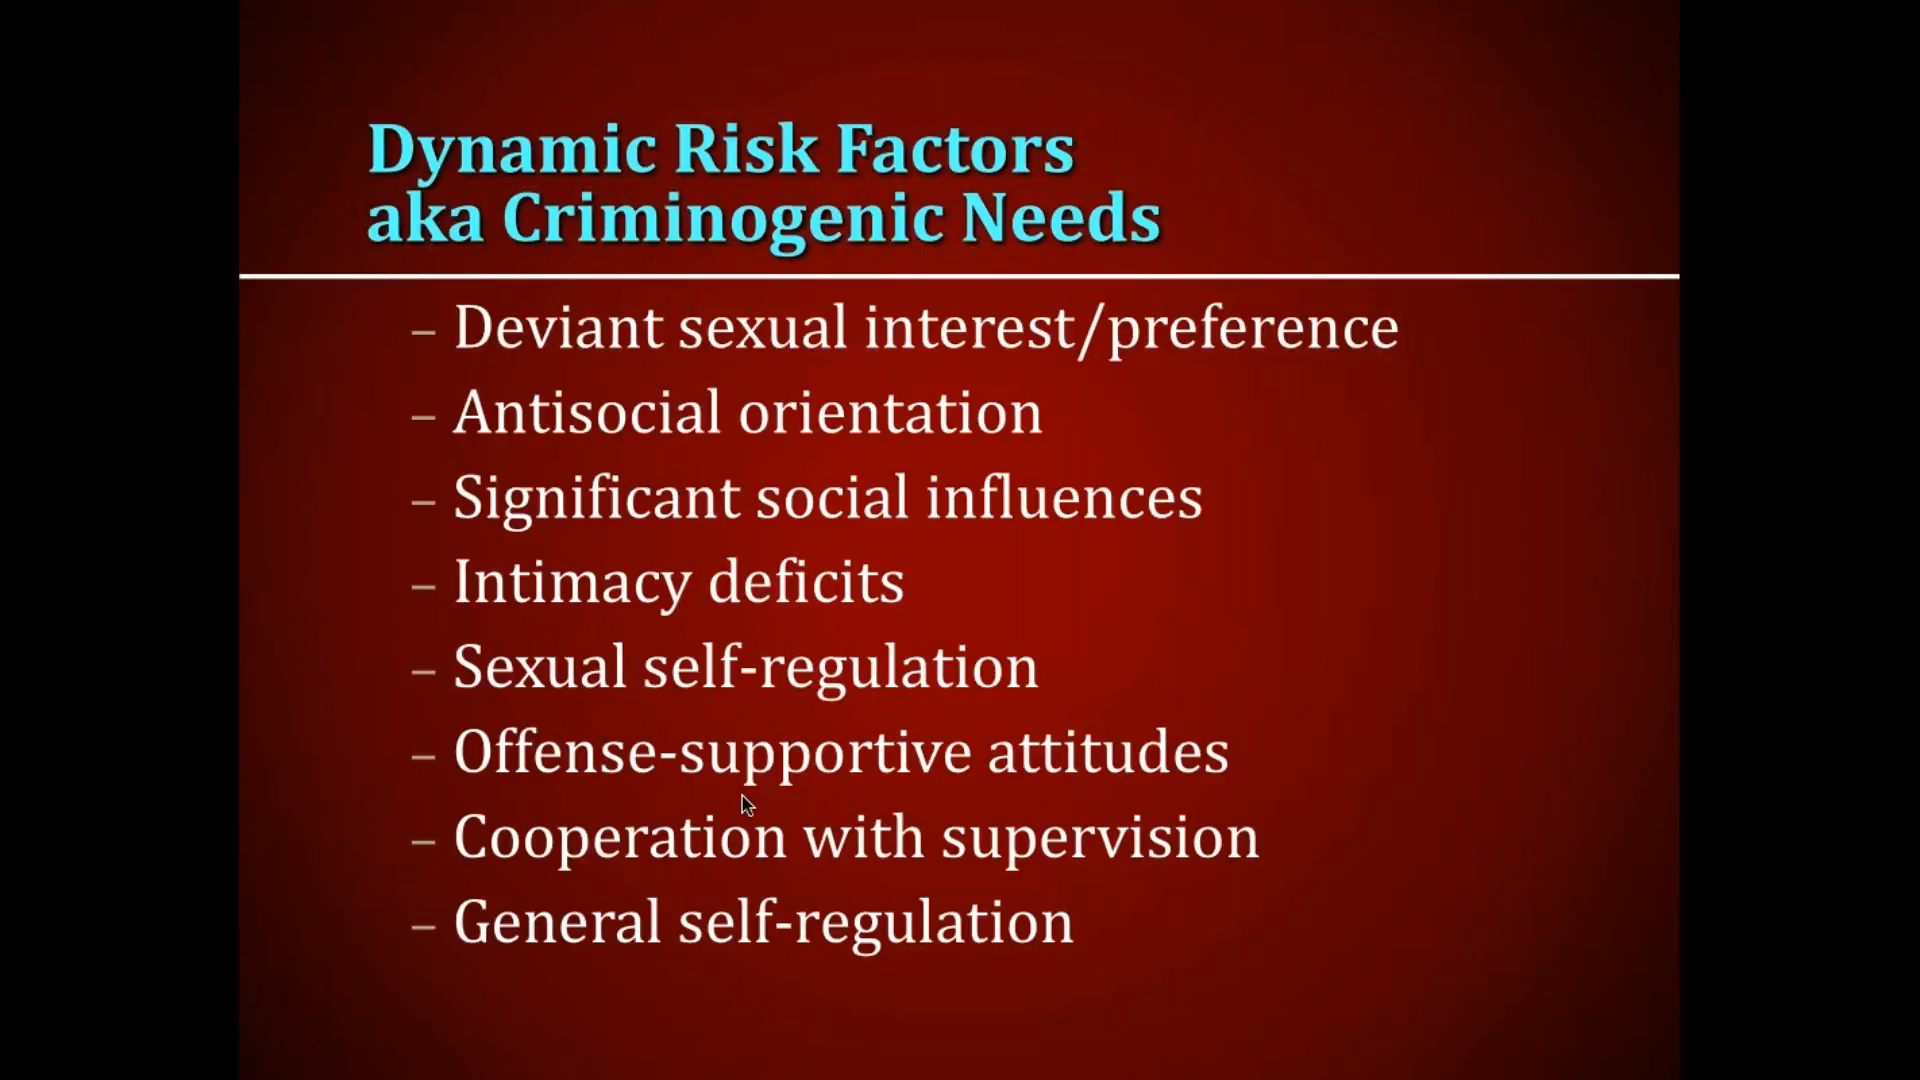 Dynamic Risk Factors
aka Criminogenic Needs
– Deviant sexual interest/preference
– Antisocial orientation
– Significant social influences
– Intimacy deficits
– Sexual self-regulation
– Offense-supportive attitudes
– Cooperation with supervision
– General self-regulation